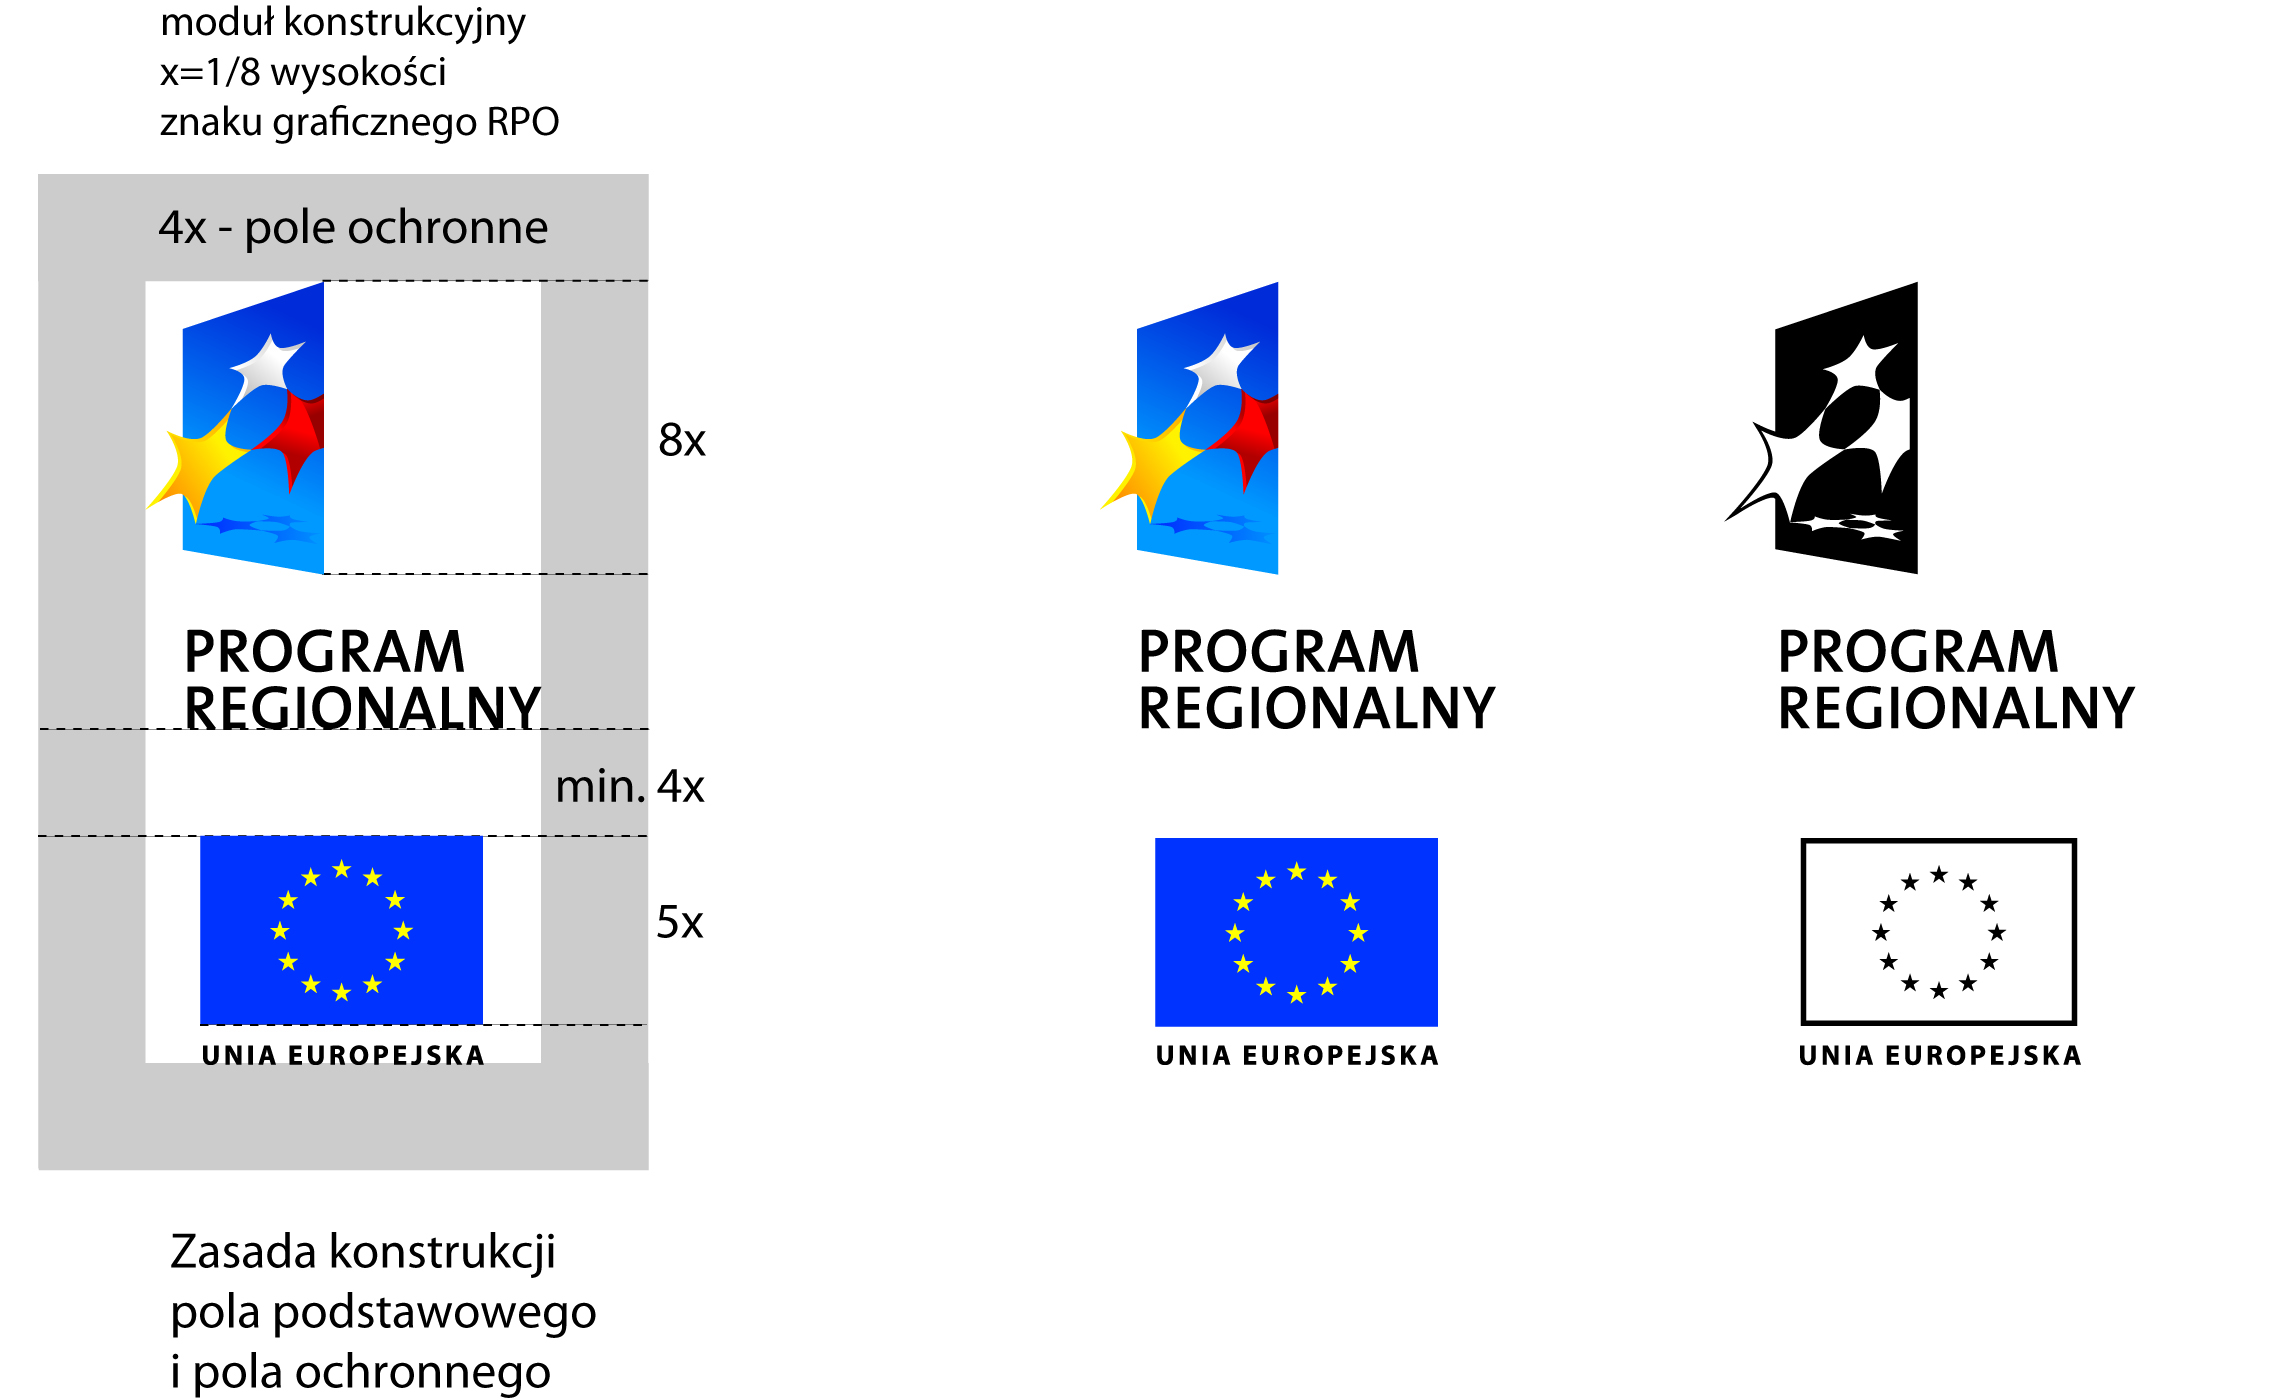 moduł konstrukcyjny
x=1/8 wysokości
znaku graficznego RPO
4x - pole ochronne
8x
PROGRAM
REGIONALNY
min. 4x
5x
UNIA EUROPEJSKA
Zasada konstrukcji
pola podstawowego
i pola ochronnego
PROGRAM
REGIONALNY
UNIA EUROPEJSKA
PROGRAM
REGIONALNY
UNIA EUROPEJSKA